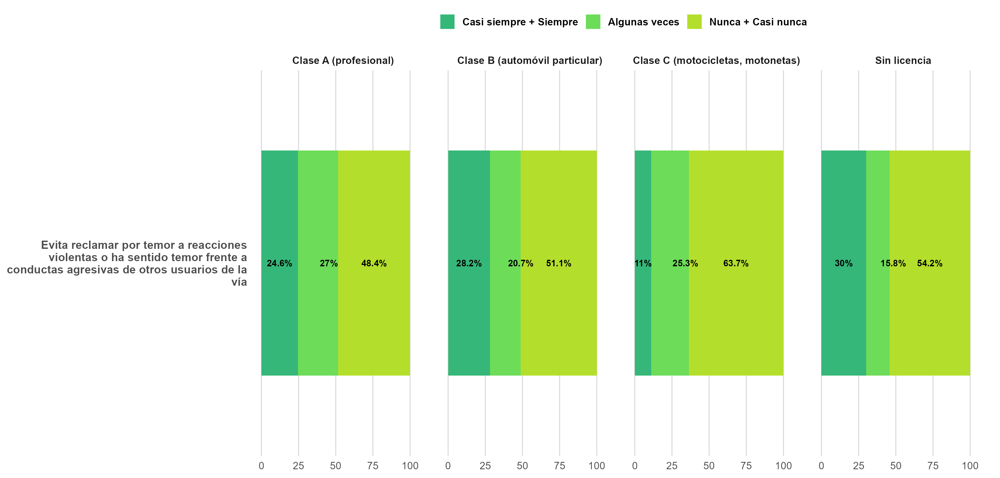 Casi siempre + Siempre Algunas veces Nunca + Casi nunca
Clase A (profesional) Clase B (automóvil particular) Clase C (motocicletas, motonetas) Sin licencia
Evita reclamar por temor a reacciones
violentas o ha sentido temor frente a
conductas agresivas de otros usuarios de la
vía
24.6% 27% 48.4% 28.2% 20.7% 51.1% 11% 25.3% 63.7% 30% 15.8% 54.2%
0 25 50 75 100 0 25 50 75 100 0 25 50 75 100 0 25 50 75 100